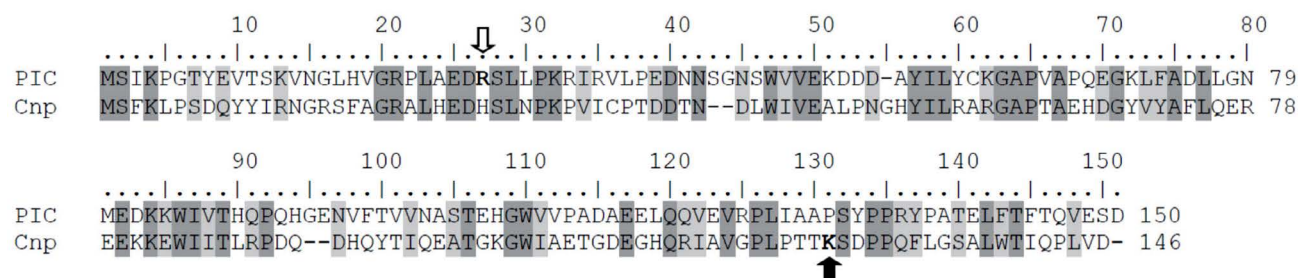 10 20 30 40 50 60 70 80
....|....|....|....|....|....|....|....|....|....|....|....|....|....|....|....|
PIC MSIKPGTYEVTSKVNGLHVGRPLAEDRSLLPKRIRVLPEDNNSGNSWVVEKDDD-AYILYCKGAPVAPQEGKLFADLLGN 79
Cnp MSFKLPSDQYYIRNGRSFAGRALHEDHSLNPKPVICPTDDTN--DLWIVEALPNGHYILRARGAPTAEHDGYVYAFLQER 78
90 100 110 120 130 140 150
....|....|....|....|....|....|....|....|....|....|....|....|....|....|.
PIC MEDKKWIVTHQPQHGENVFTVVNASTEHGWVVPADAEELQQVEVRPLIAAPSYPPRYPATELFTFTQVESD 150
Cnp EEKKEWIITLRPDQ--DHQYTIQEATGKGWIAETGDEGHQRIAVGPLPTTKSDPPQFLGSALWTIQPLVD- 146